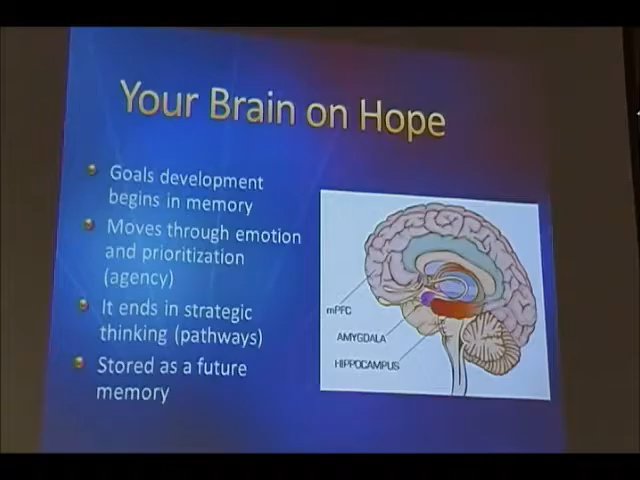 Your Brain on Hope
Goals development
begins in memory
Moves through emotion
and prioritization
(agency)
It ends in strategic
thinking (pathways)
Stored as a future
memory
mPFC
AMYGDALA
HIPPOCAMPUS